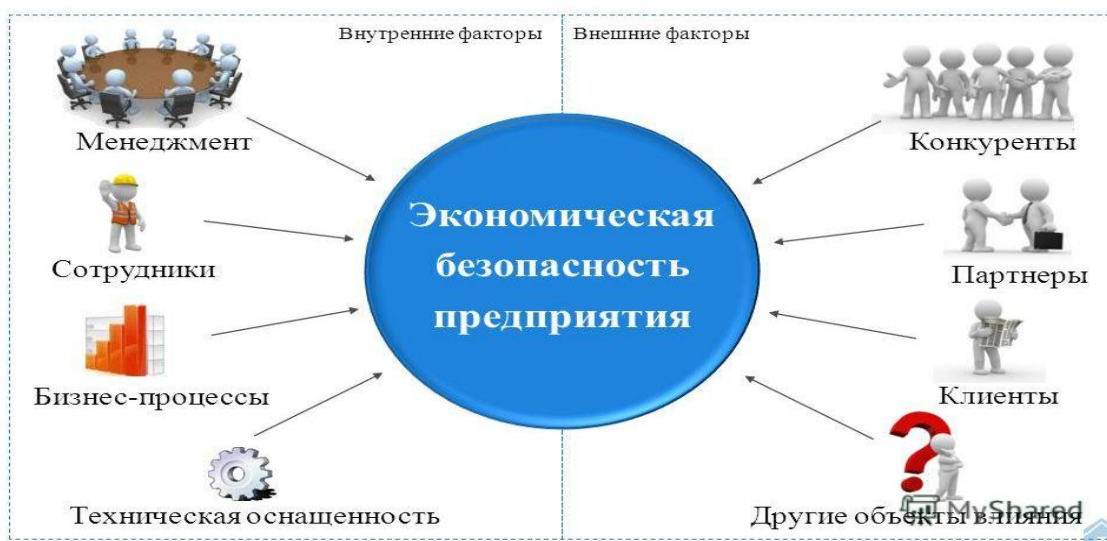 Внутренние факторы
Внешние факторы
Менеджмент
Сотрудники
Бизнес-процессы
Техническая оснащенность
Экономическая
безопасность
предприятия
Конкуренты
Партнеры
Клиенты
Другие объекты влияния
MyShared